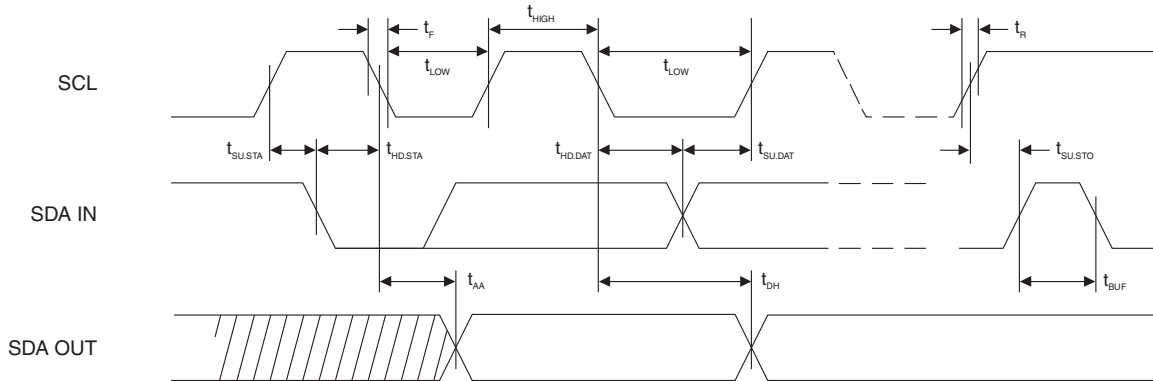 tHIGH
tF
tR
SCL
tLOW
tLOW
tSU.STA
tHD.STA
tHD.DAT
tSU.DAT
tSU.STO
SDA IN
tAA
tDH
tBUF
SDA OUT